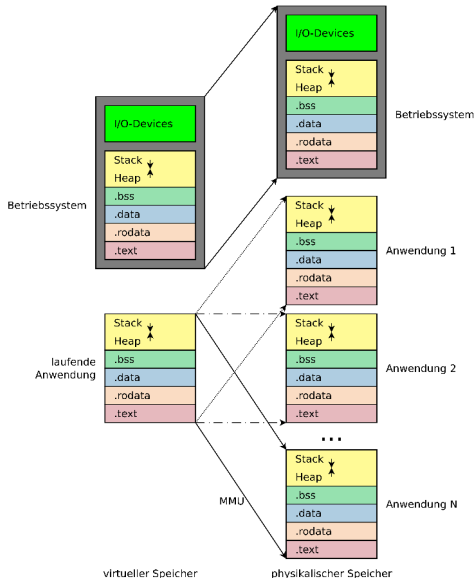 I/O-Devices
Stack
Heap
.bss
.data
.rodata
.text
Betriebssystem
I/O-Devices
Stack
Heap
.bss
.data
.rodata
.text
Betriebssystem
Stack
Heap
.bss
.data
.rodata
.text
Anwendung 1
Stack
Heap
.bss
.data
.rodata
.text
laufende
Anwendung
Stack
Heap
.bss
.data
.rodata
.text
Anwendung 2
...
Stack
Heap
.bss
.data
.rodata
.text
Anwendung N
MMU
virtueller Speicher
physikalischer Speicher